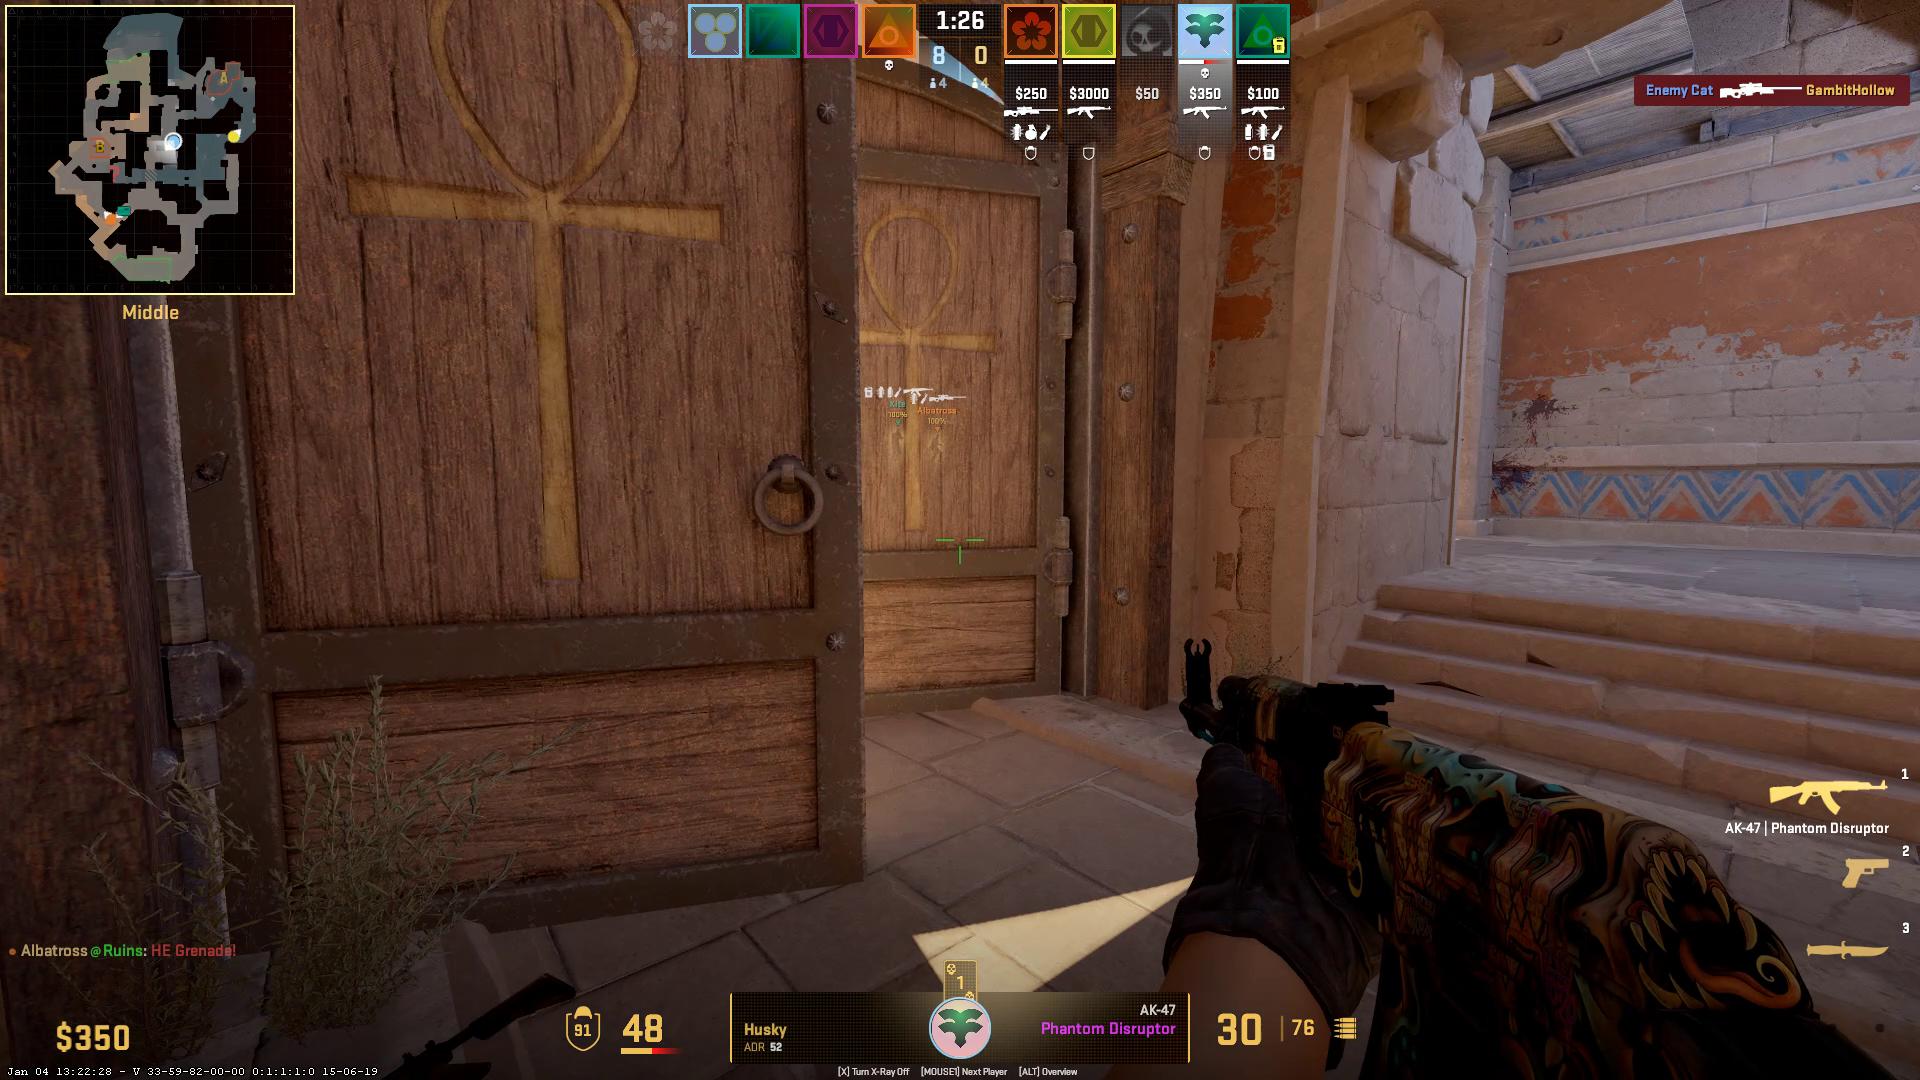 1:26
8 0
4 4
$250 $3000 $50 $350 $100
Enemy Cat GambitHollow
A
B
?
Middle
Kite Albatross
100% 100%
1
AK-47 | Phantom Disruptor
2
3
• Albatross @ Ruins: HE Grenade!
$350
91 48
1
Husky
ADR 52
AK-47
Phantom Disruptor
30 | 76
[X] Turn X-Ray Off [MOUSE1] Next Player [ALT] Overview
Jan 04 13:22:28 - V 33-59-82-00-00 0:1:1:1:0 15-06-19